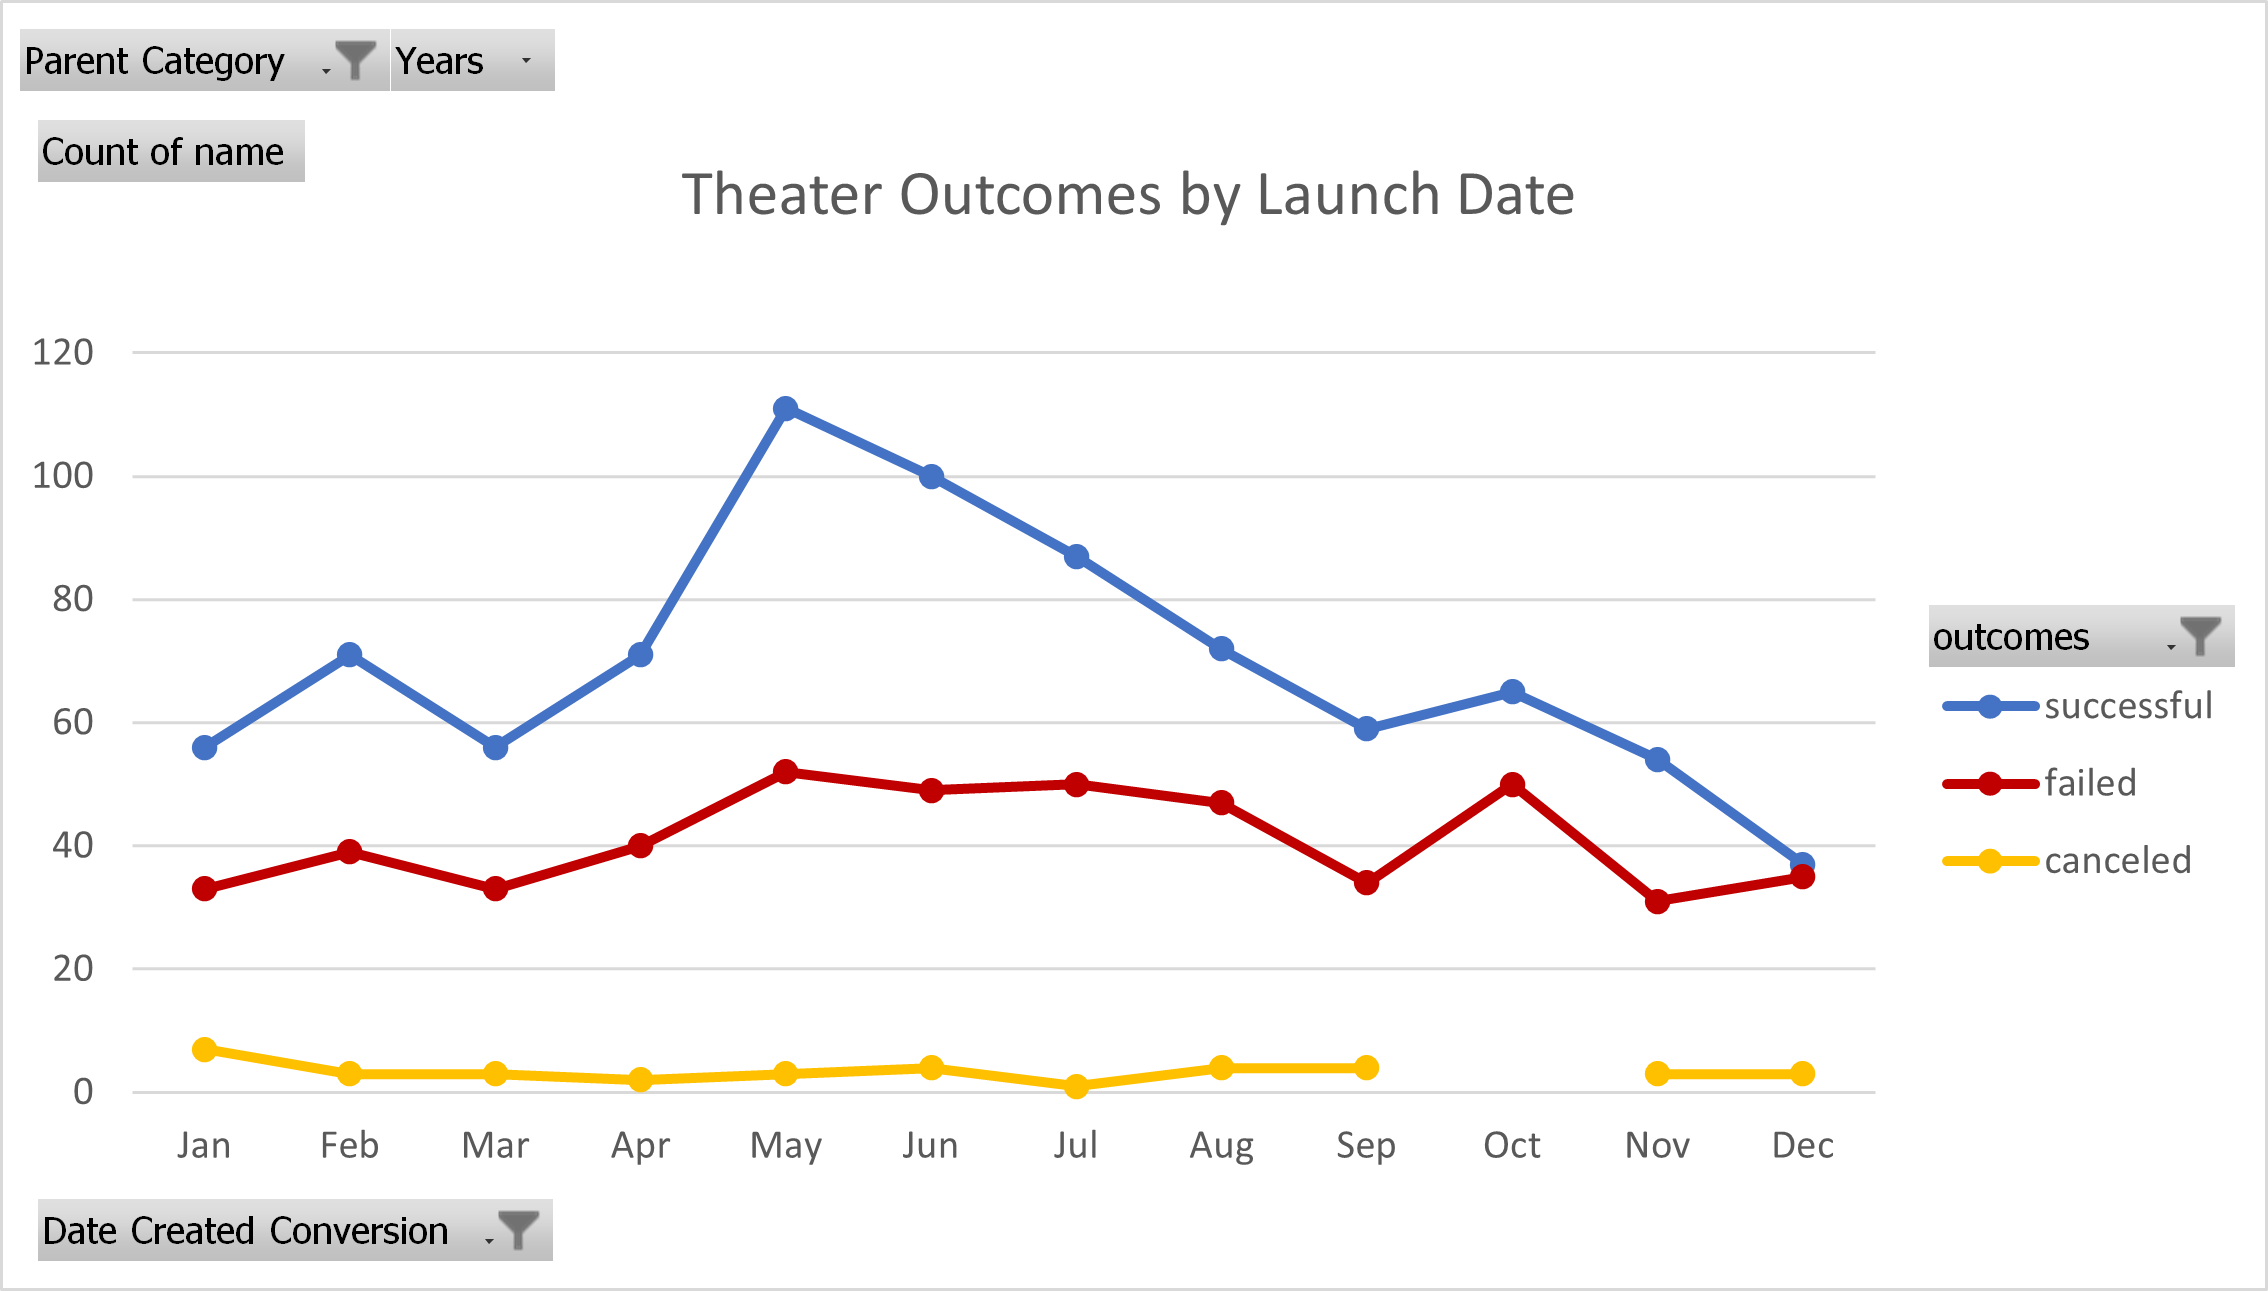 Parent Category Years
Count of name
Theater Outcomes by Launch Date
120
100
80
60
40
20
0
Jan Feb Mar Apr May Jun Jul Aug Sep Oct Nov Dec
outcomes
successful
failed
canceled
Date Created Conversion